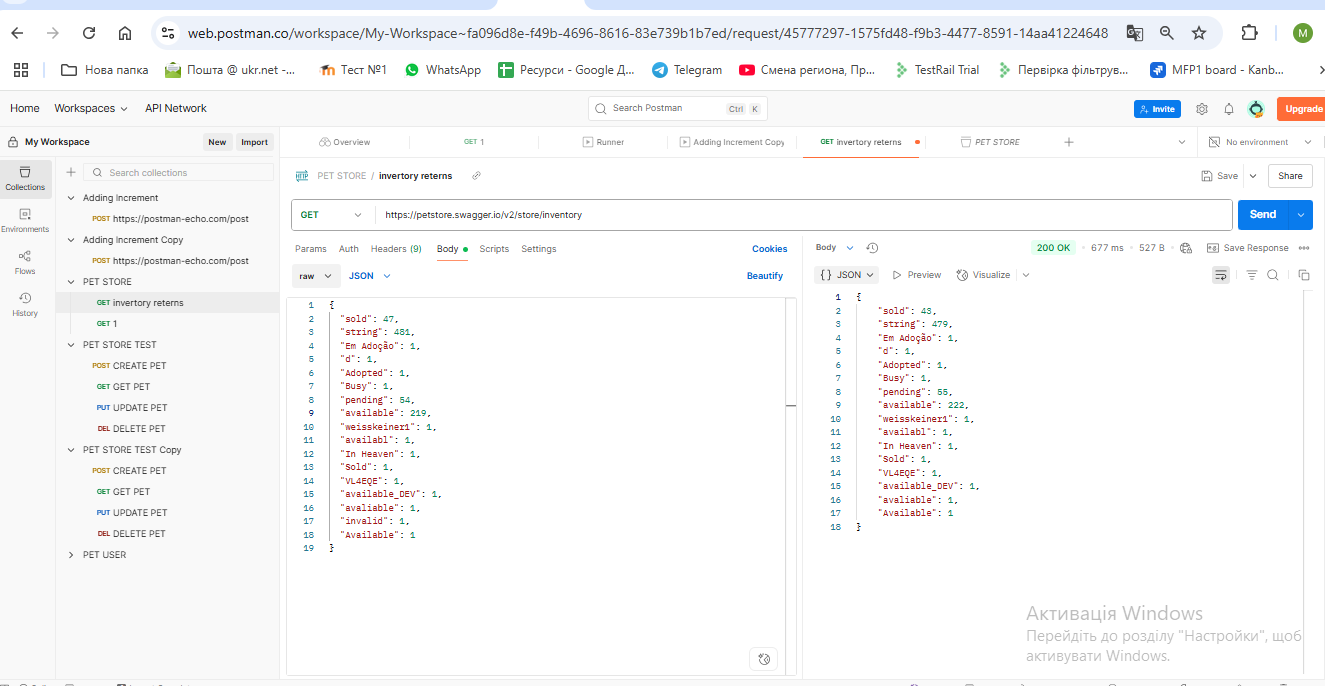 web.postman.co/workspace/My-Workspace~fa096d8e-f49b-4696-8616-83e739b1b7ed/request/45777297-1575fd48-f9b3-4477-8591-14aa41224648
M
Нова папка
Пошта @ ukr.net -...
Тест №1
WhatsApp
Ресурси - Google Д...
Telegram
Смена региона, Пр...
TestRail Trial
Первірка фільтрув...
MFP1 board - Kanb...
Home Workspaces API Network
Search Postman Ctrl K
Invite
Upgrade
My Workspace New Import
Overview
GET 1
Runner
Adding Increment Copy
GET invertory reterns
PET STORE
No environment
Collections
Environments
Flows
History
Search collections
Adding Increment
POST https://postman-echo.com/post
Adding Increment Copy
POST https://postman-echo.com/post
PET STORE
GET invertory reterns
GET 1
PET STORE TEST
POST CREATE PET
GET GET PET
PUT UPDATE PET
DEL DELETE PET
PET STORE TEST Copy
POST CREATE PET
GET GET PET
PUT UPDATE PET
DEL DELETE PET
PET USER
HTTP PET STORE / invertory reterns
Save Share
GET https://petstore.swagger.io/v2/store/inventory
Send
Params Auth Headers (9) Body Scripts Settings Cookies
raw JSON Beautify
1 {
2 "sold": 47,
3 "string": 481,
4 "Em Adoção": 1,
5 "d": 1,
6 "Adopted": 1,
7 "Busy": 1,
8 "pending": 54,
9 "available": 219,
10 "weisskeiner1": 1,
11 "availabl": 1,
12 "In Heaven": 1,
13 "Sold": 1,
14 "VL4EQE": 1,
15 "available_DEV": 1,
16 "avaliable": 1,
17 "invalid": 1,
18 "Available": 1
19 }
Body 200 OK 677 ms 527 B Save Response
{} JSON Preview Visualize
1 {
2 "sold": 43,
3 "string": 479,
4 "Em Adoção": 1,
5 "d": 1,
6 "Adopted": 1,
7 "Busy": 1,
8 "pending": 55,
9 "available": 222,
10 "weisskeiner1": 1,
11 "availabl": 1,
12 "In Heaven": 1,
13 "Sold": 1,
14 "VL4EQE": 1,
15 "available_DEV": 1,
16 "avaliable": 1,
17 "Available": 1
18 }
Активація Windows
Перейдіть до розділу "Настройки", щоб
активувати Windows.